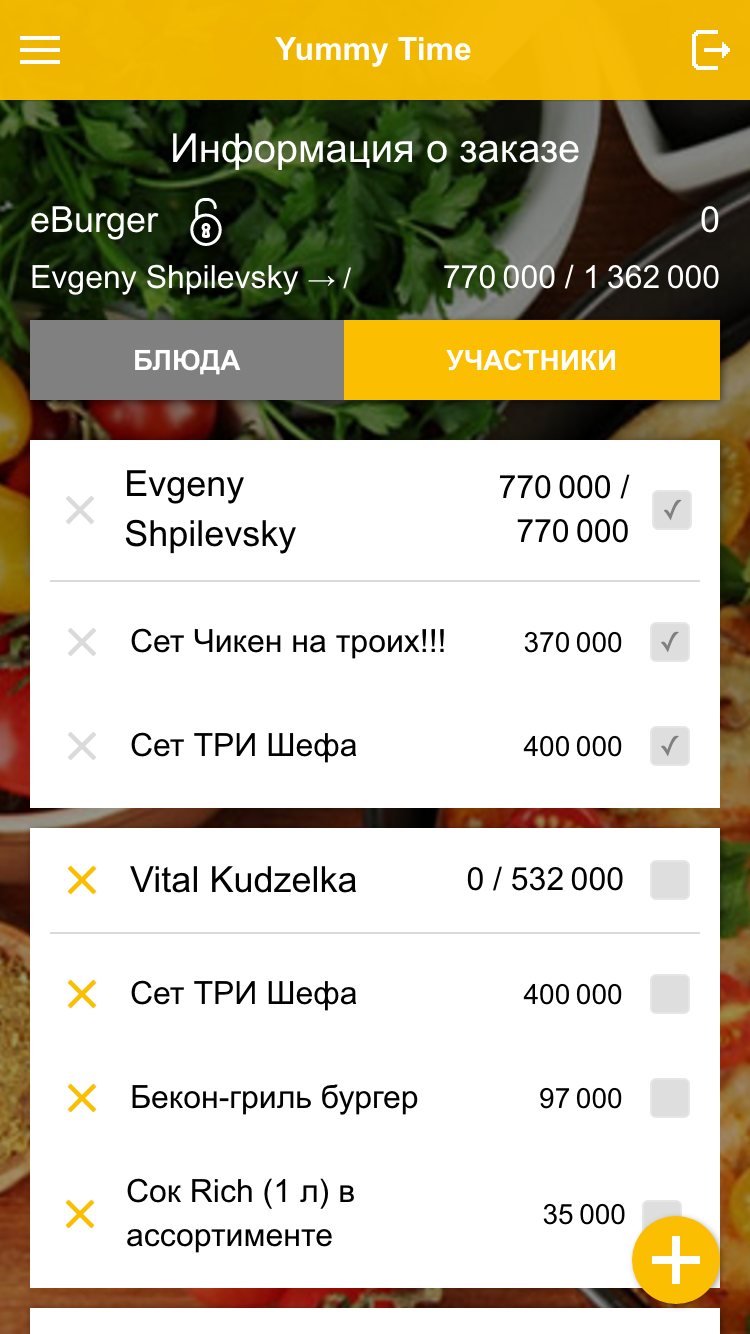 Yummy Time
Информация о заказе
eBurger 0
Evgeny Shpilevsky → / 770 000 / 1 362 000
БЛЮДА УЧАСТНИКИ
Evgeny 770 000 /
Shpilevsky 770 000
Сет Чикен на троих!!! 370 000
Сет ТРИ Шефа 400 000
Vital Kudzelka 0 / 532 000
Сет ТРИ Шефа 400 000
Бекон-гриль бургер 97 000
Сок Rich (1 л) в 35 000
ассортименте